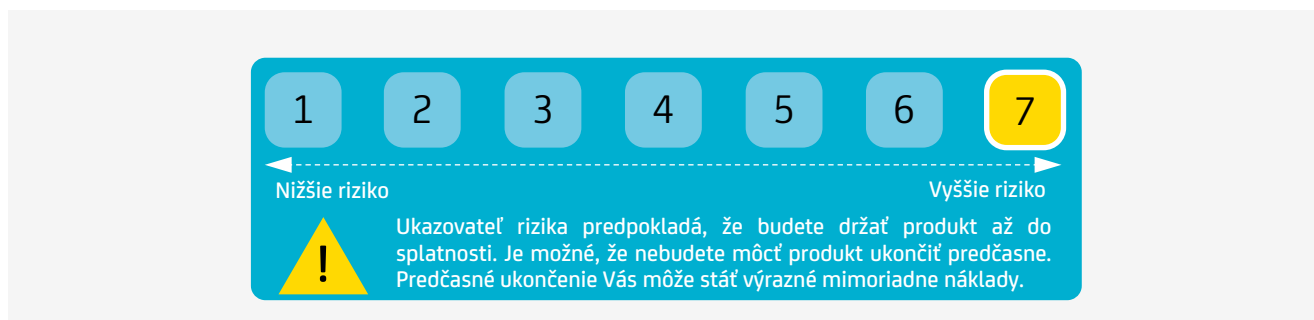 1 2 3 4 5 6 7
Nižšie riziko Vyššie riziko
Ukazovateľ rizika predpokladá, že budete držať produkt až do
splatnosti. Je možné, že nebudete môcť produkt ukončiť predčasne.
Predčasné ukončenie Vás môže stáť výrazné mimoriadne náklady.
!